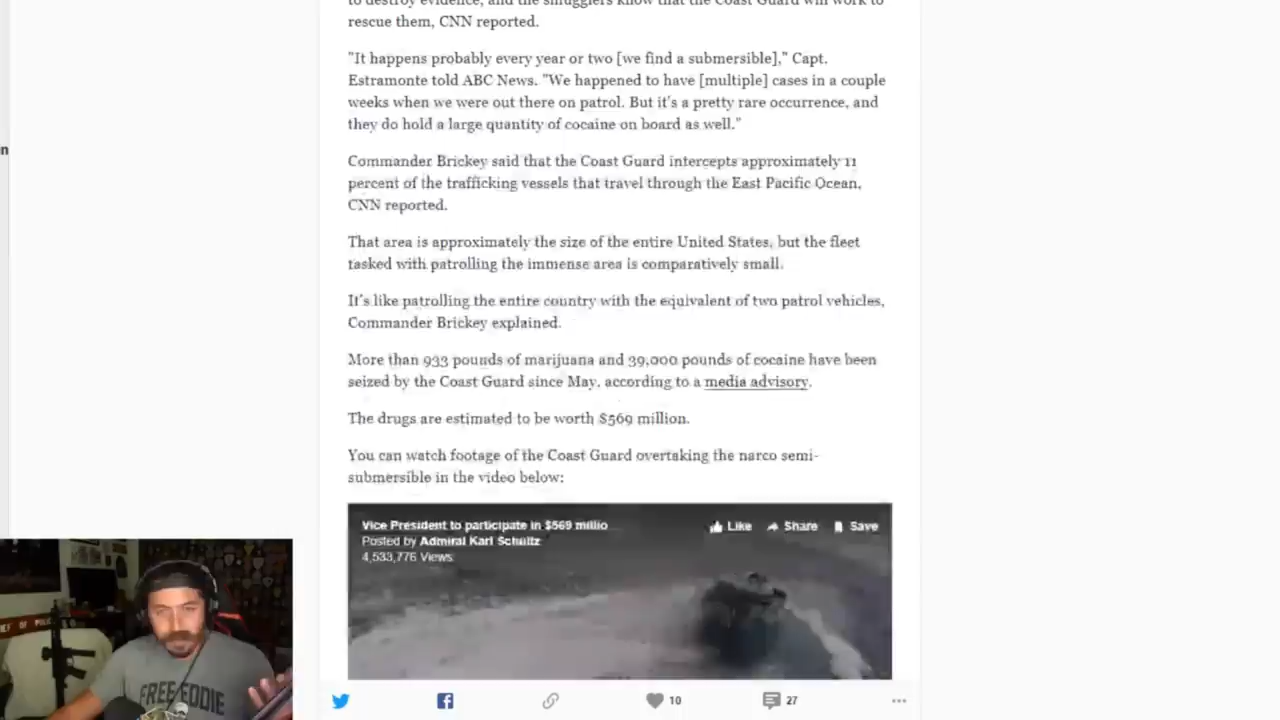 to destroy evidence, and the smugglers know that the Coast Guard will work to
rescue them, CNN reported.
"It happens probably every year or two [we find a submersible]," Capt.
Estramonte told ABC News. "We happened to have [multiple] cases in a couple
weeks when we were out there on patrol. But it's a pretty rare occurrence, and
they do hold a large quantity of cocaine on board as well."
Commander Brickey said that the Coast Guard intercepts approximately 11
percent of the trafficking vessels that travel through the East Pacific Ocean,
CNN reported.
That area is approximately the size of the entire United States, but the fleet
tasked with patrolling the immense area is comparatively small.
It's like patrolling the entire country with the equivalent of two patrol vehicles,
Commander Brickey explained.
More than 933 pounds of marijuana and 39,000 pounds of cocaine have been
seized by the Coast Guard since May, according to a media advisory.
The drugs are estimated to be worth $569 million.
You can watch footage of the Coast Guard overtaking the narco semi-
submersible in the video below:
Vice President to participate in $569 millio
Like Share Save
Posted by Admiral Karl Schultz
4,533,776 Views
in
FREE EDDIE
10
27